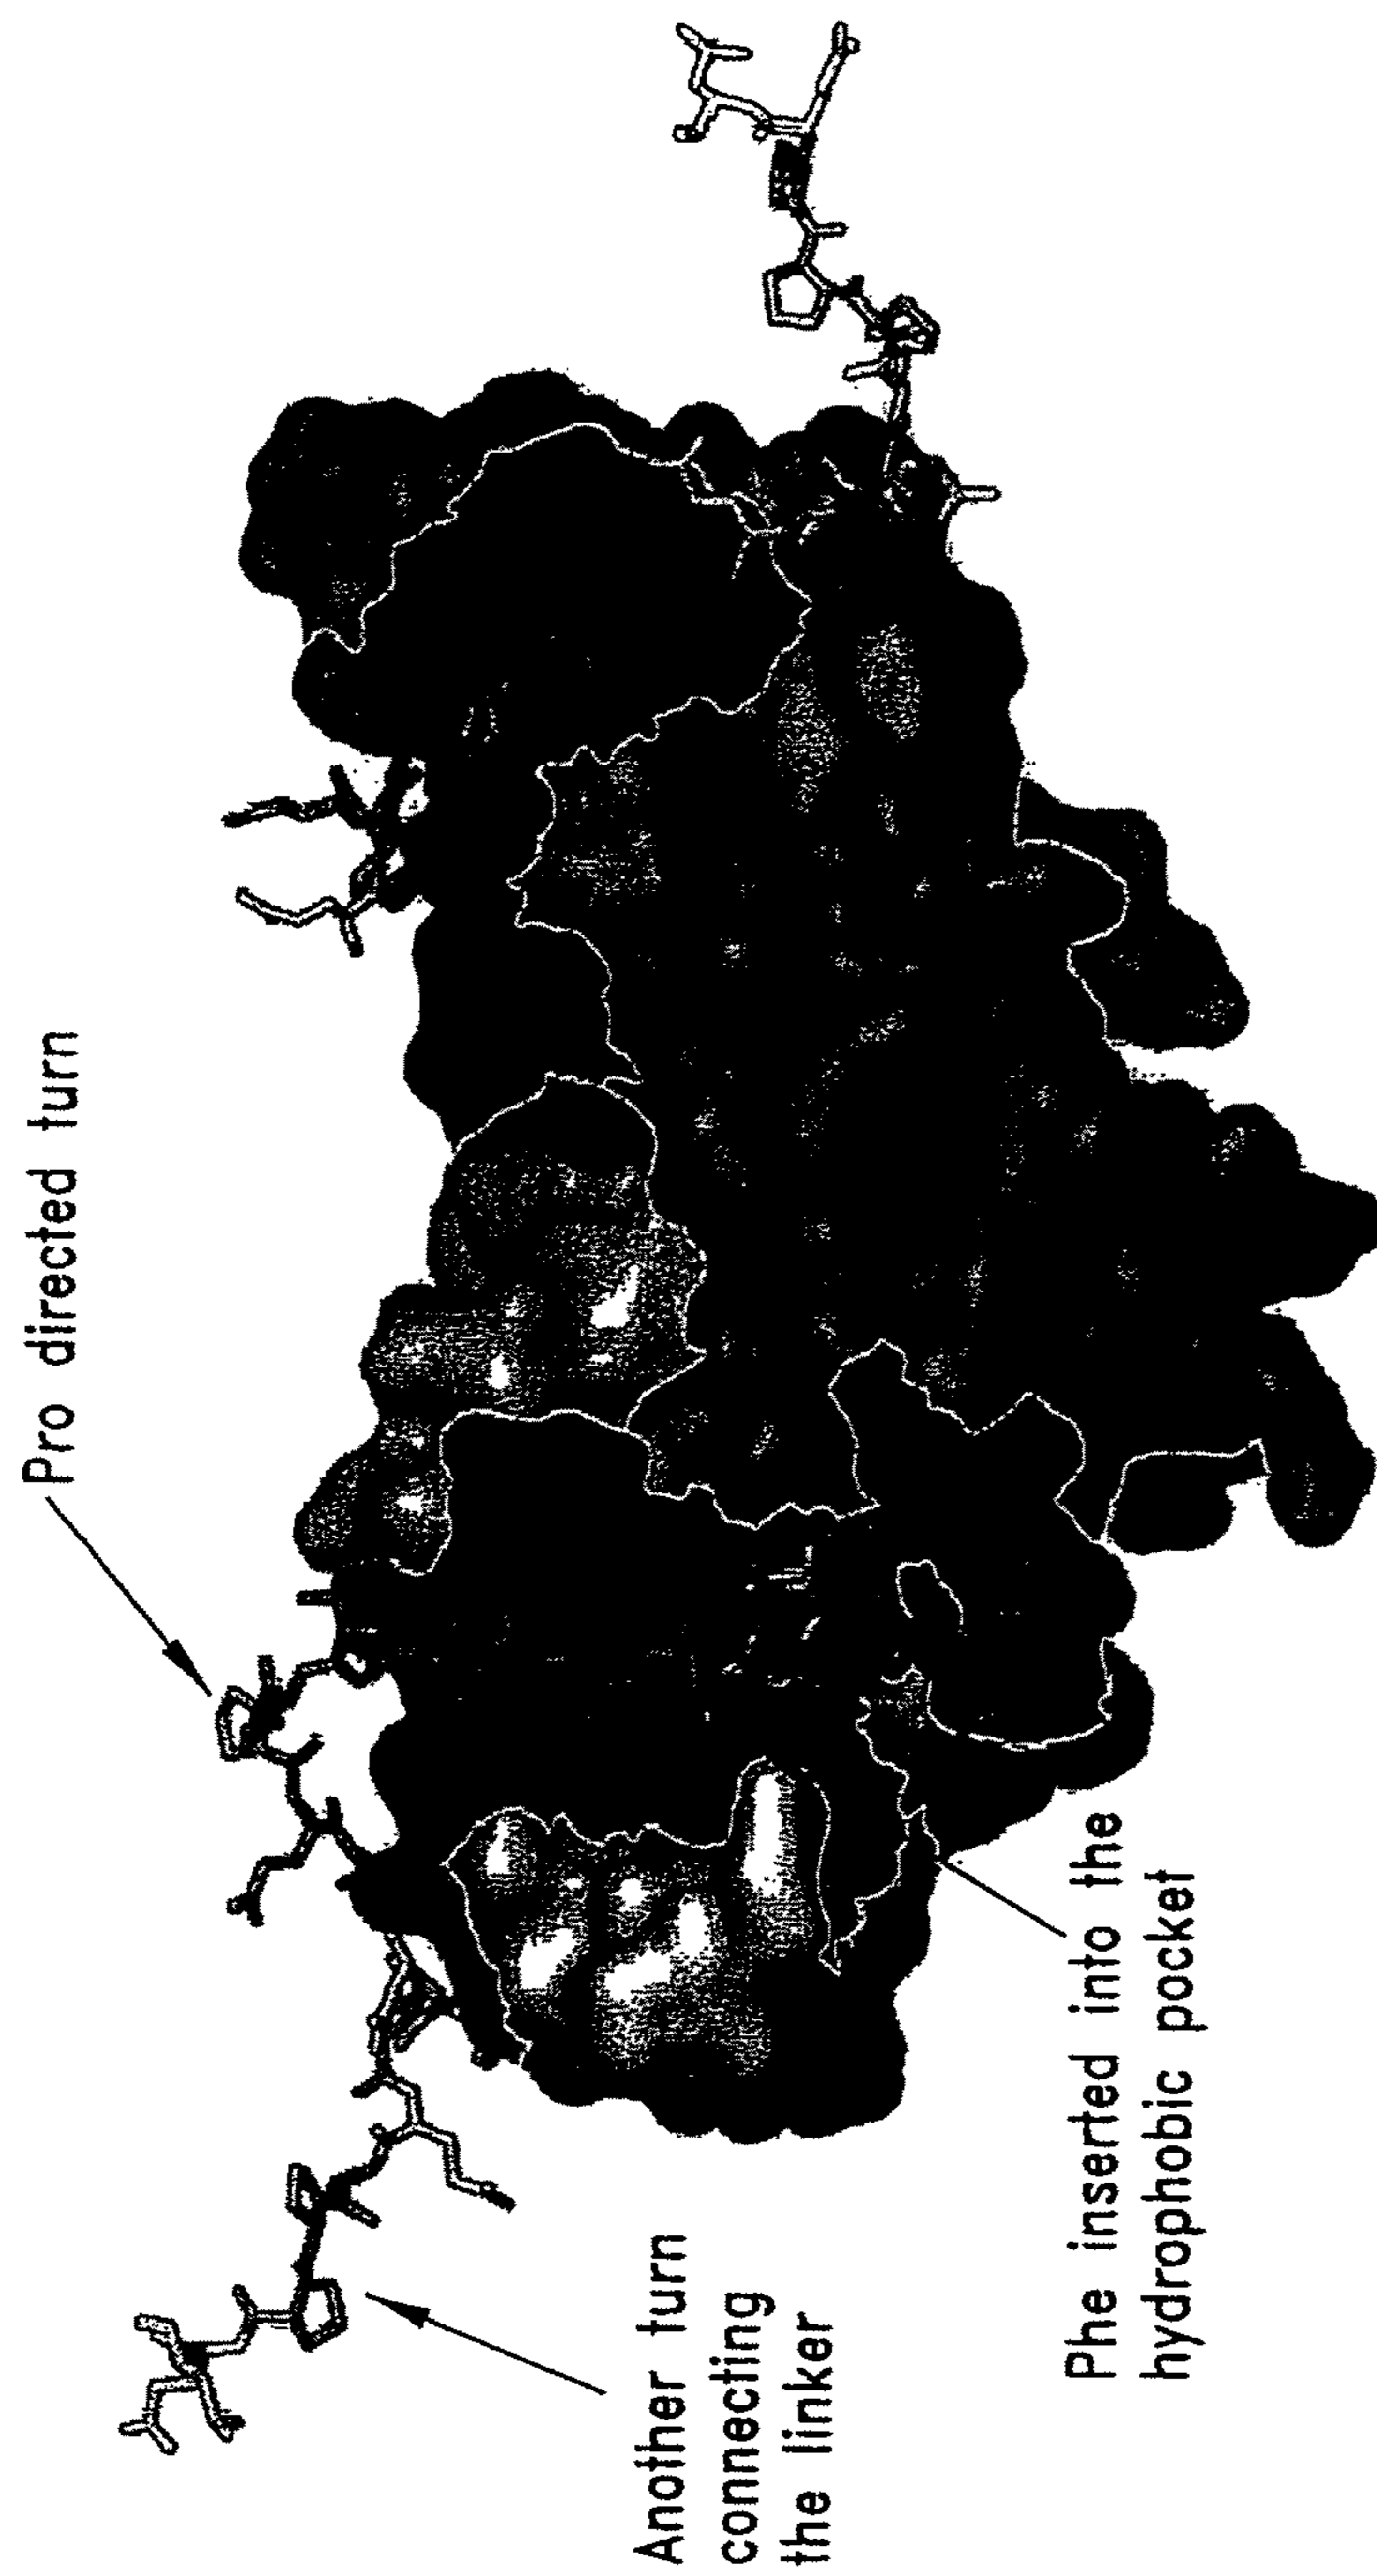 Pro directed turn
Another turn
connecting
the linker
Phe inserted into the
hydrophobic pocket